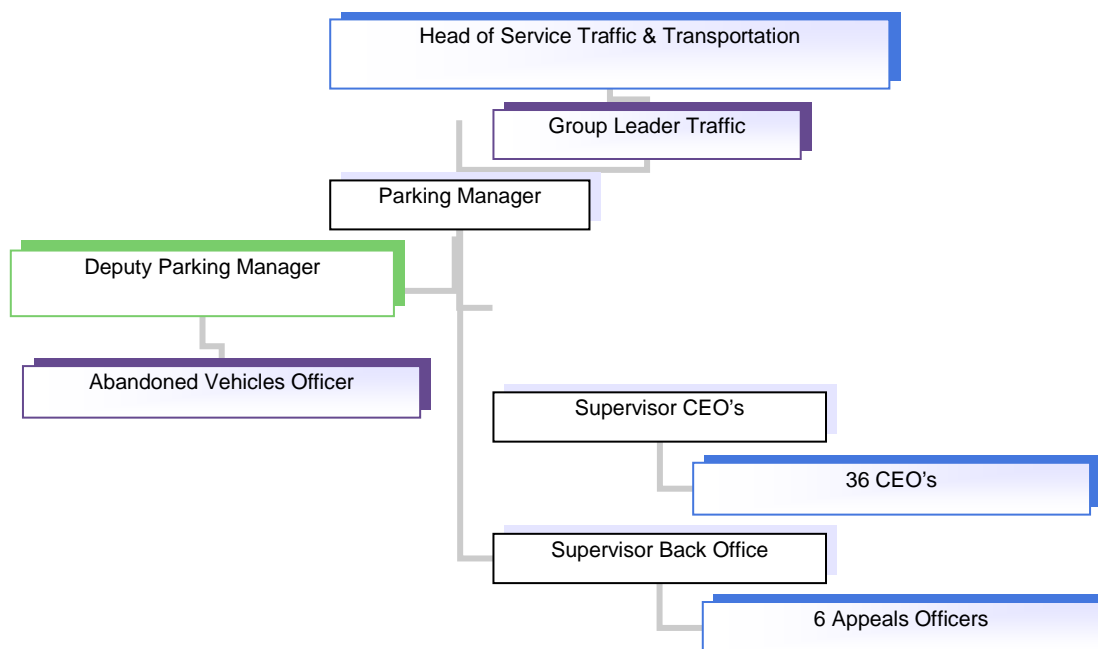 Head of Service Traffic & Transportation
Group Leader Traffic
Parking Manager
Deputy Parking Manager
Abandoned Vehicles Officer
Supervisor CEO’s
36 CEO’s
Supervisor Back Office
6 Appeals Officers